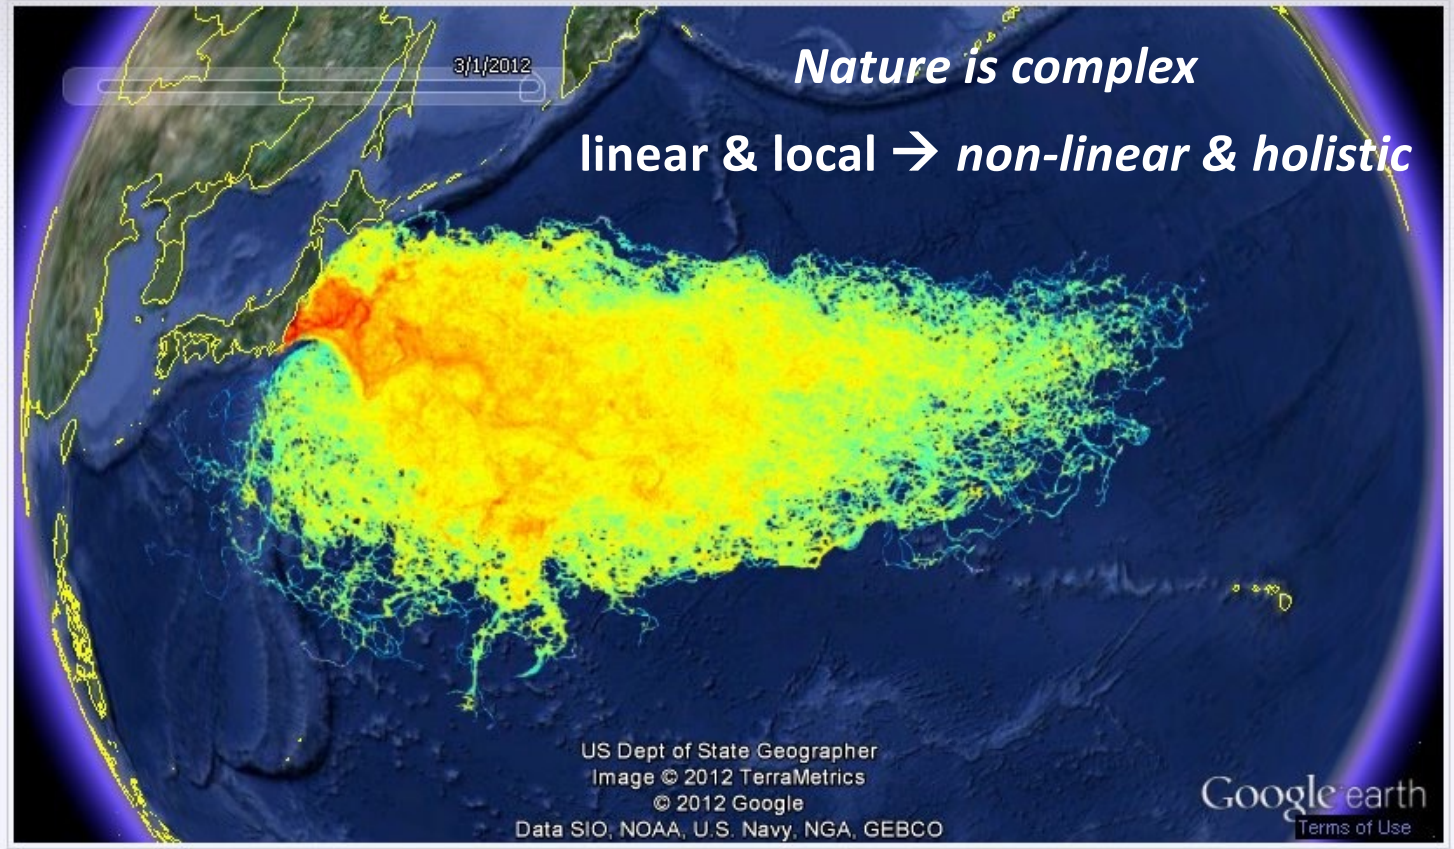 3/1/2012
Nature is complex
linear & local → non-linear & holistic
US Dept of State Geographer
Image © 2012 TerraMetrics
© 2012 Google
Data SIO, NOAA, U.S. Navy, NGA, GEBCO
Google earth
Terms of Use